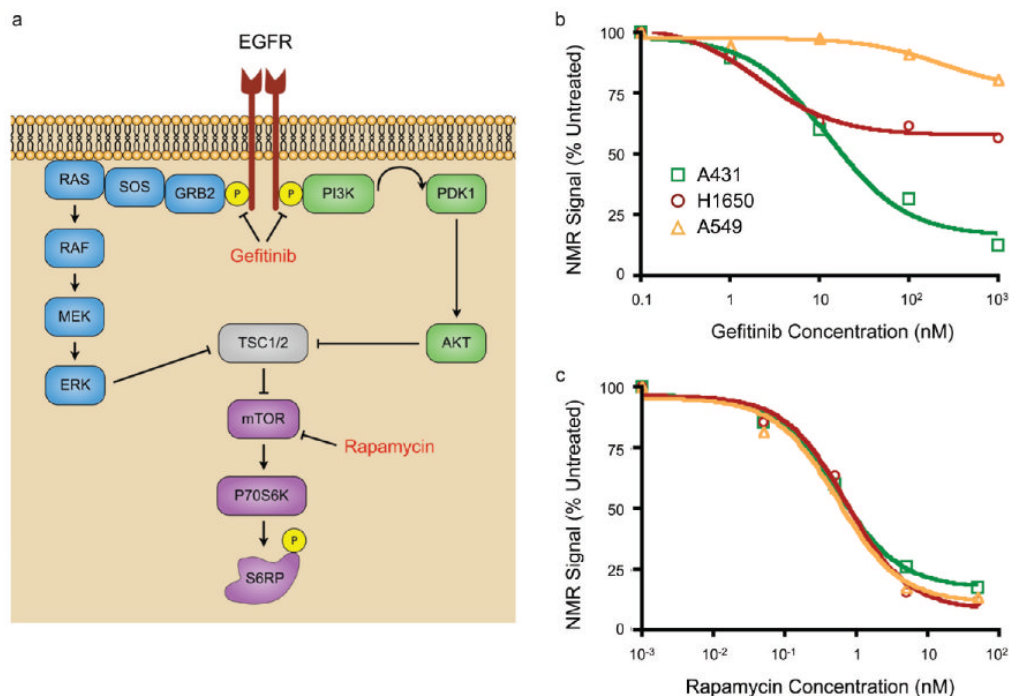 a
EGFR
RAS
SOS
GRB2
P
P
PI3K
PDK1
RAF
Gefitinib
MEK
TSC1/2
AKT
ERK
mTOR
Rapamycin
P70S6K
P
S6RP
b
NMR Signal (% Untreated)
100
75
50
25
0
A431
H1650
A549
0.1 1 10 10² 10³
Gefitinib Concentration (nM)
c
NMR Signal (% Untreated)
100
75
50
25
0
10⁻³ 10⁻² 10⁻¹ 1 10 10²
Rapamycin Concentration (nM)